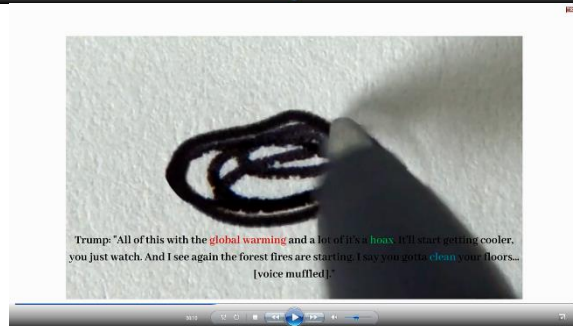 Trump: "All of this with the global warming and a lot of it's a hoax. It'll start getting cooler,
you just watch. And I see again the forest fires are starting. I say you gotta clean your floors...
[voice muffled]."